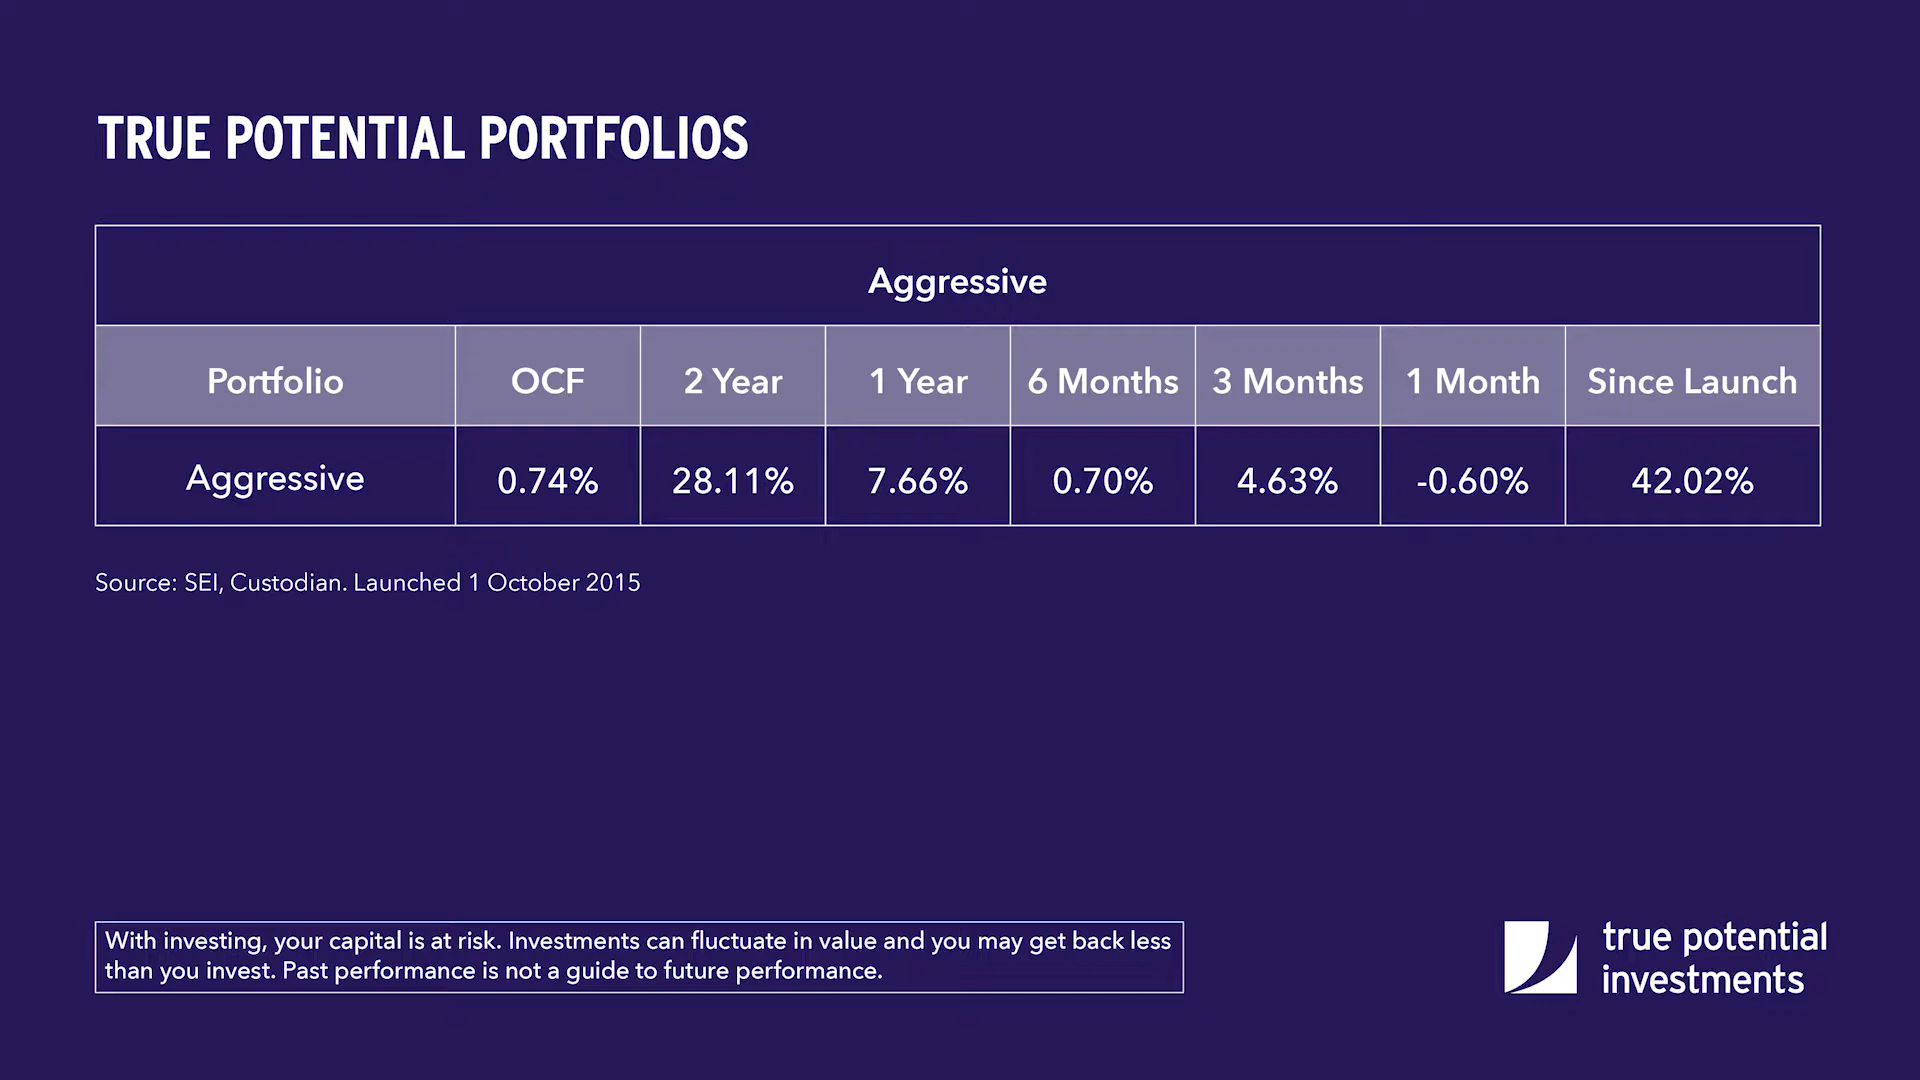 TRUE POTENTIAL PORTFOLIOS
Aggressive
Portfolio OCF 2 Year 1 Year 6 Months 3 Months 1 Month Since Launch
Aggressive 0.74% 28.11% 7.66% 0.70% 4.63% -0.60% 42.02%
Source: SEI, Custodian. Launched 1 October 2015
With investing, your capital is at risk. Investments can fluctuate in value and you may get back less
than you invest. Past performance is not a guide to future performance.
true potential
investments